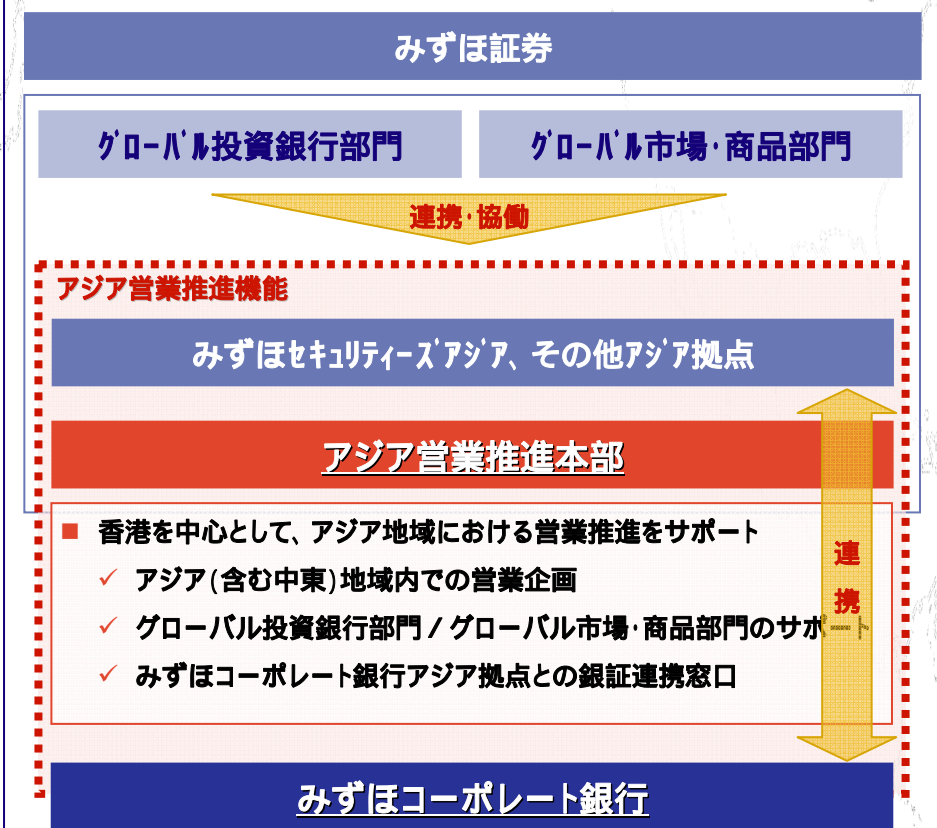 みずほ証券
グローバル投資銀行部門
グローバル市場・商品部門
連携・協働
アジア営業推進機能
みずほセキュリティーズアジア、その他アジア拠点
アジア営業推進本部
■ 香港を中心として、アジア地域における営業推進をサポート
✓ アジア(含む中東)地域内での営業企画
✓ グローバル投資銀行部門/グローバル市場・商品部門のサポート
✓ みずほコーポレート銀行アジア拠点との銀証連携窓口
連
携
みずほコーポレート銀行